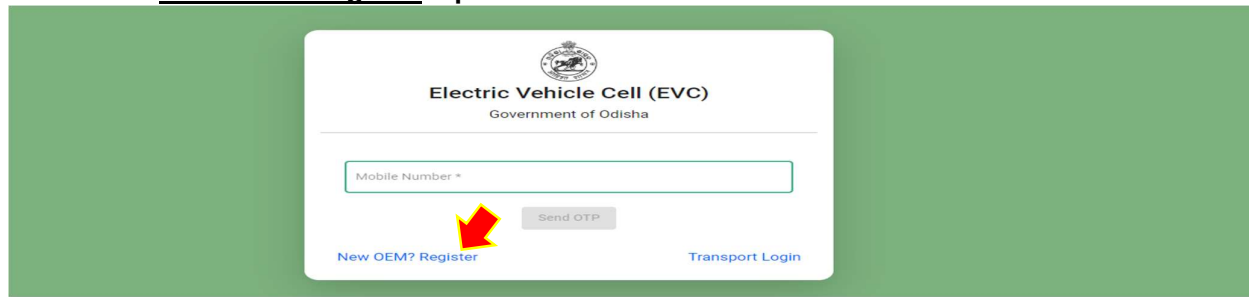 Electric Vehicle Cell (EVC)
Government of Odisha
Mobile Number *
Send OTP
New OEM? Register
Transport Login